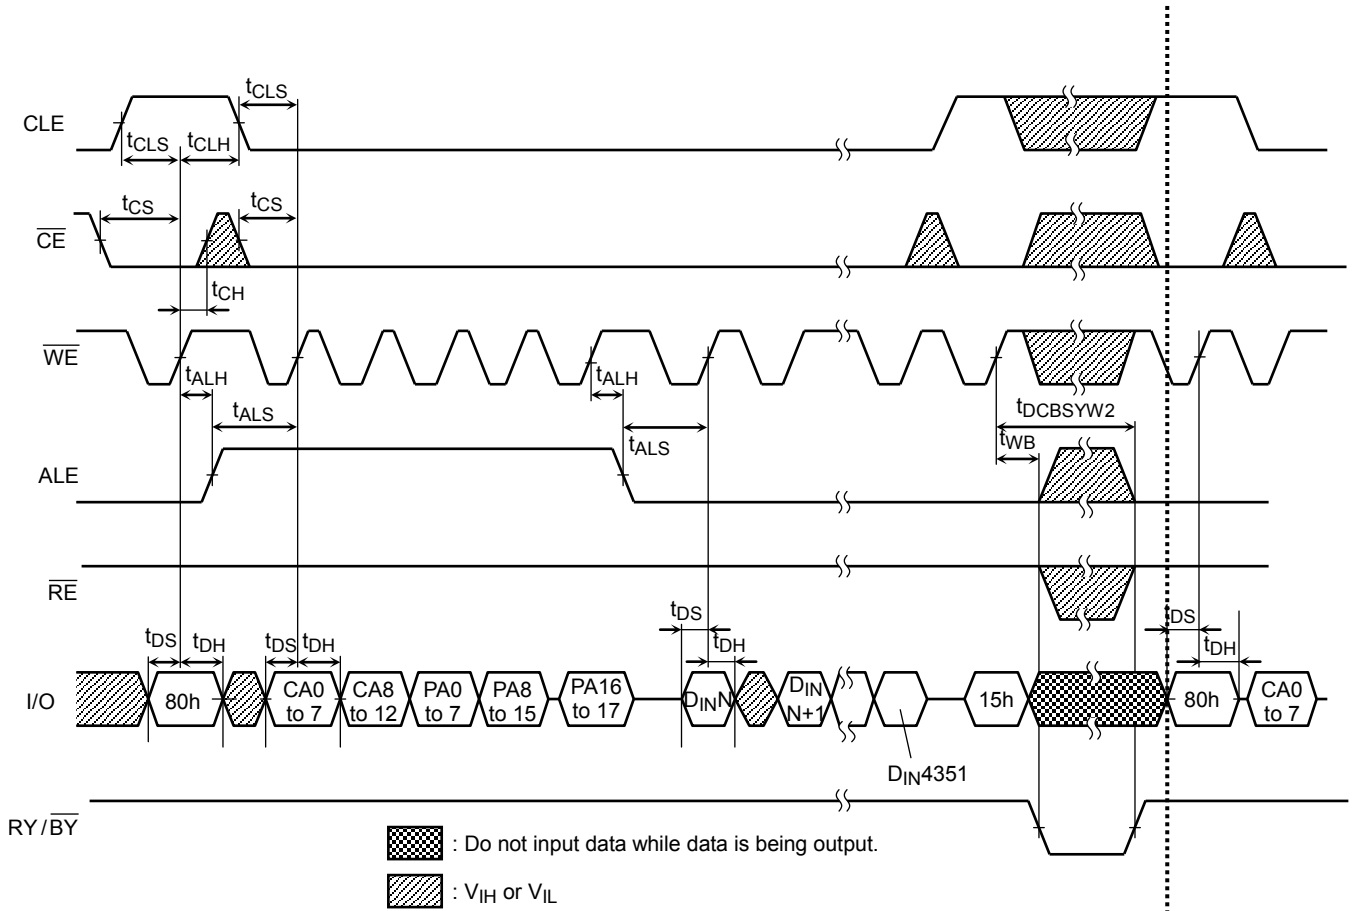 tCLS
CLE
tCLS tCLH
tCS tCS
CE
tCH
WE
tALH tALH
tALS tDCBSYW2
tALS tWB
ALE
RE
tDS DS
tDS tDH tDS tDH tDH tDH
I/O
80h
CA0
to 7
CA8
to 12
PA0
to 7
PA8
to 15
PA16
to 17
DINN
DIN
N+1
15h
80h
CA0
to 7
DIN4351
RY/BY
: Do not input data while data is being output.
: VIH or VIL